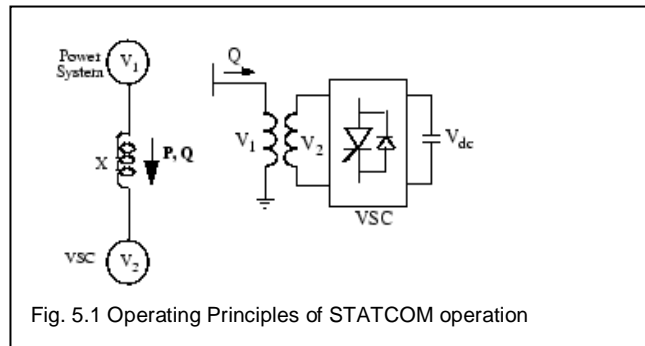 Power
System
V1
X
P, Q
VSC
V2
Q
V1
V2
Vdc
VSC
Fig. 5.1 Operating Principles of STATCOM operation